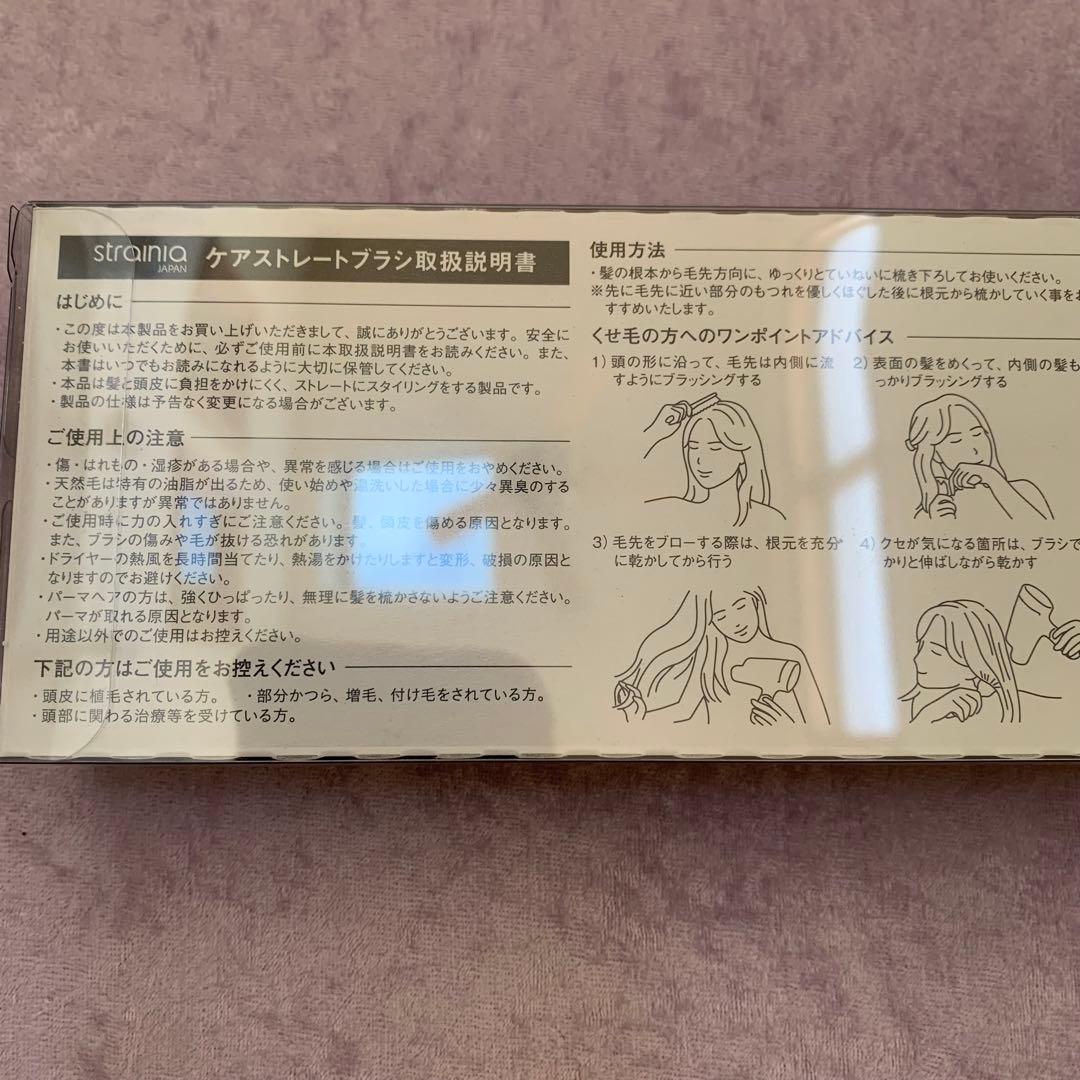 strainia
JAPAN
ケアストレートブラシ取扱説明書
はじめに
・この度は本製品をお買い上げいただきまして、誠にありがとうございます。安全に
お使いいただくために、必ずご使用前に本取扱説明書をお読みください。また、
本書はいつでもお読みになれるように大切に保管してください。
・本品は髪と頭皮に負担をかけにくく、ストレートにスタイリングをする製品です。
・製品の仕様は予告なく変更になる場合がございます。
ご使用上の注意
・傷・はれもの・湿疹がある場合や、異常を感じる場合はご使用をおやめください。
・天然毛は特有の油脂が出るため、使い始めや湯洗いした場合に少々異臭のする
ことがありますが異常ではありません。
・ご使用時に力の入れすぎにご注意ください。髪、頭皮を傷める原因となります。
また、ブラシの傷みや毛が抜ける恐れがあります。
・ドライヤーの熱風を長時間当てたり、熱湯をかけたりしますと変形、破損の原因と
なりますのでお避けください。
・パーマヘアの方は、強くひっぱったり、無理に髪を梳かさないようご注意ください。
パーマが取れる原因となります。
・用途以外でのご使用はお控えください。
下記の方はご使用をお控えください
・頭皮に植毛されている方。 ・部分かつら、増毛、付け毛をされている方。
・頭部に関わる治療等を受けている方。
使用方法
・髪の根本から毛先方向に、ゆっくりとていねいに梳き下ろしてお使いください。
※先に毛先に近い部分のもつれを優しくほぐした後に根元から梳かしていく事をお
すすめいたします。
くせ毛の方へのワンポイントアドバイス
1) 頭の形に沿って、毛先は内側に流
すようにブラッシングする
2) 表面の髪をめくって、内側の髪も
っかりブラッシングする
3) 毛先をブローする際は、根元を充分
に乾かしてから行う
4) クセが気になる箇所は、ブラシで
かりと伸ばしながら乾かす